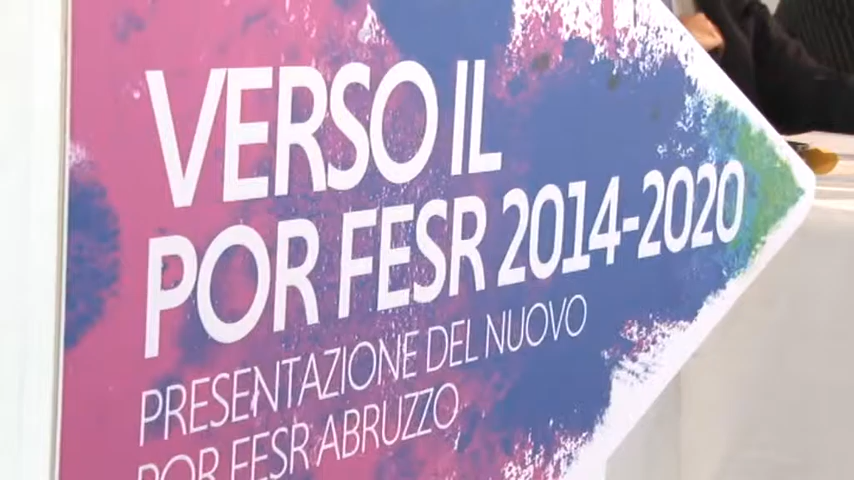 VERSO IL
POR FESR 2014-2020
PRESENTAZIONE DEL NUOVO
POR FESR ABRUZZO